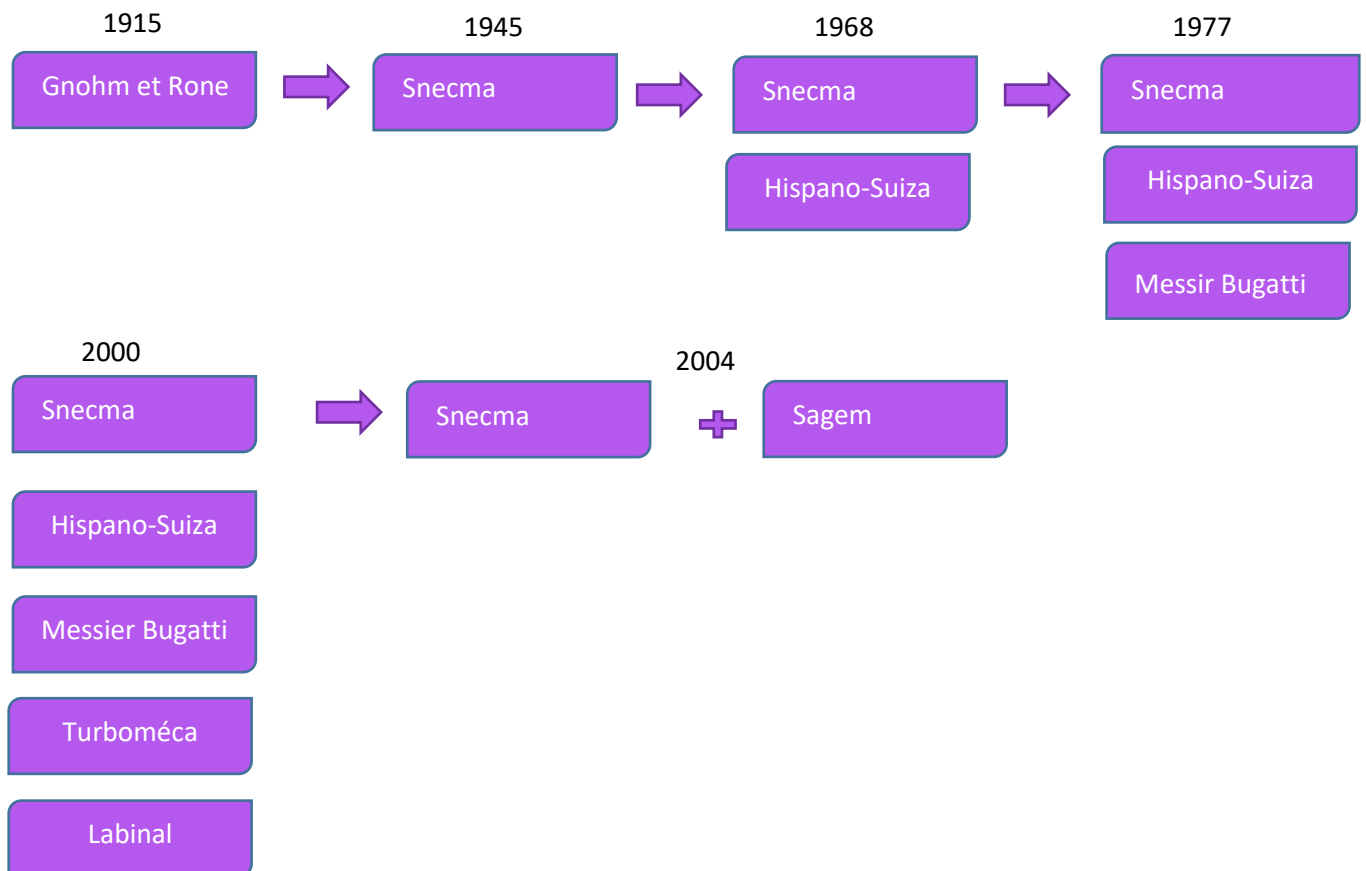 1915
1945
1968
1977
Gnohm et Rone
Snecma
Snecma
Snecma
Hispano-Suiza
Hispano-Suiza
Messir Bugatti
2000
2004
Snecma
Snecma
Sagem
Hispano-Suiza
Messier Bugatti
Turboméca
Labinal